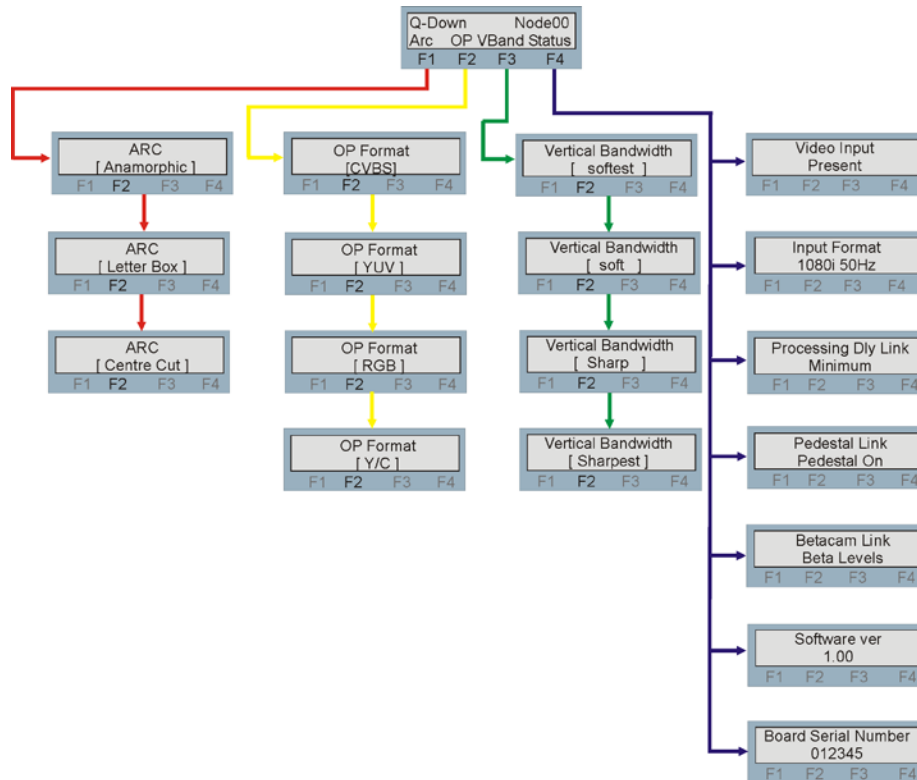 Q-Down Node00
Arc OP VBand Status
F1 F2 F3 F4
ARC
[ Anamorphic ]
F1 F2 F3 F4
ARC
[ Letter Box ]
F1 F2 F3 F4
ARC
[ Centre Cut ]
F1 F2 F3 F4
OP Format
[CVBS]
F1 F2 F3 F4
OP Format
[ YUV ]
F1 F2 F3 F4
OP Format
[ RGB ]
F1 F2 F3 F4
OP Format
[ Y/C ]
F1 F2 F3 F4
Vertical Bandwidth
[ softest ]
F1 F2 F3 F4
Vertical Bandwidth
[ soft ]
F1 F2 F3 F4
Vertical Bandwidth
[ Sharp ]
F1 F2 F3 F4
Vertical Bandwidth
[ Sharpest ]
F1 F2 F3 F4
Video Input
Present
F1 F2 F3 F4
Input Format
1080i 50Hz
F1 F2 F3 F4
Processing Dly Link
Minimum
F1 F2 F3 F4
Pedestal Link
Pedestal On
F1 F2 F3 F4
Betacam Link
Beta Levels
F1 F2 F3 F4
Software ver
1.00
F1 F2 F3 F4
Board Serial Number
012345
F1 F2 F3 F4